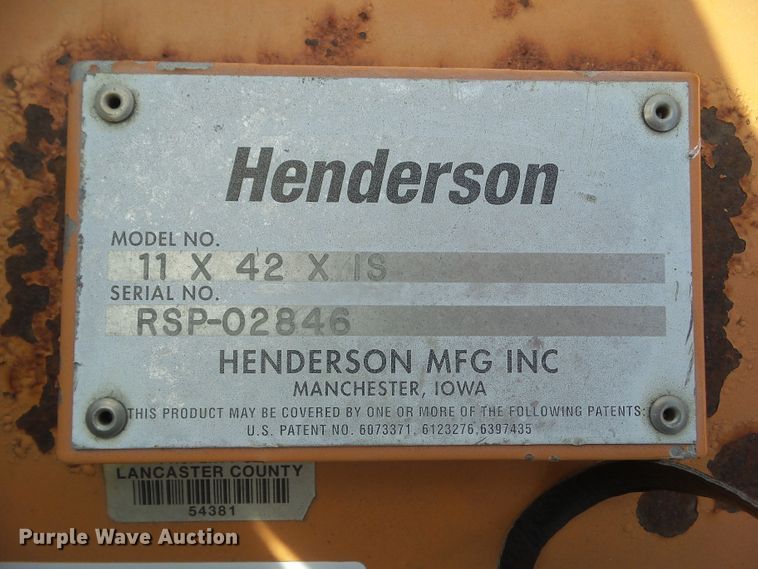 Henderson
MODEL NO.
11 X 42 X IS
SERIAL NO.
RSP-02846
HENDERSON MFG INC
MANCHESTER, IOWA
THIS PRODUCT MAY BE COVERED BY ONE OR MORE OF THE FOLLOWING PATENTS:
U.S. PATENT NO. 6073371, 6123276,6397435
LANCASTER COUNTY
54381
Purple Wave Auction